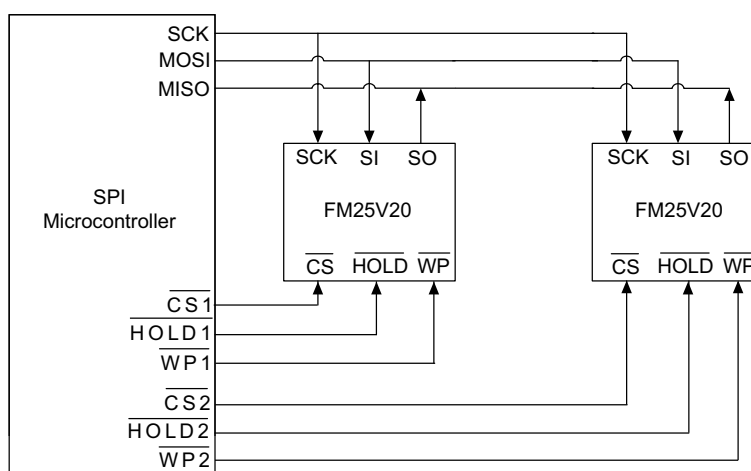 SCK
MOSI
MISO
SPI
Microcontroller
CS1
HOLD1
WP1
CS2
HOLD2
WP2
SCK SI SO
FM25V20
CS HOLD WP
SCK SI SO
FM25V20
CS HOLD WP